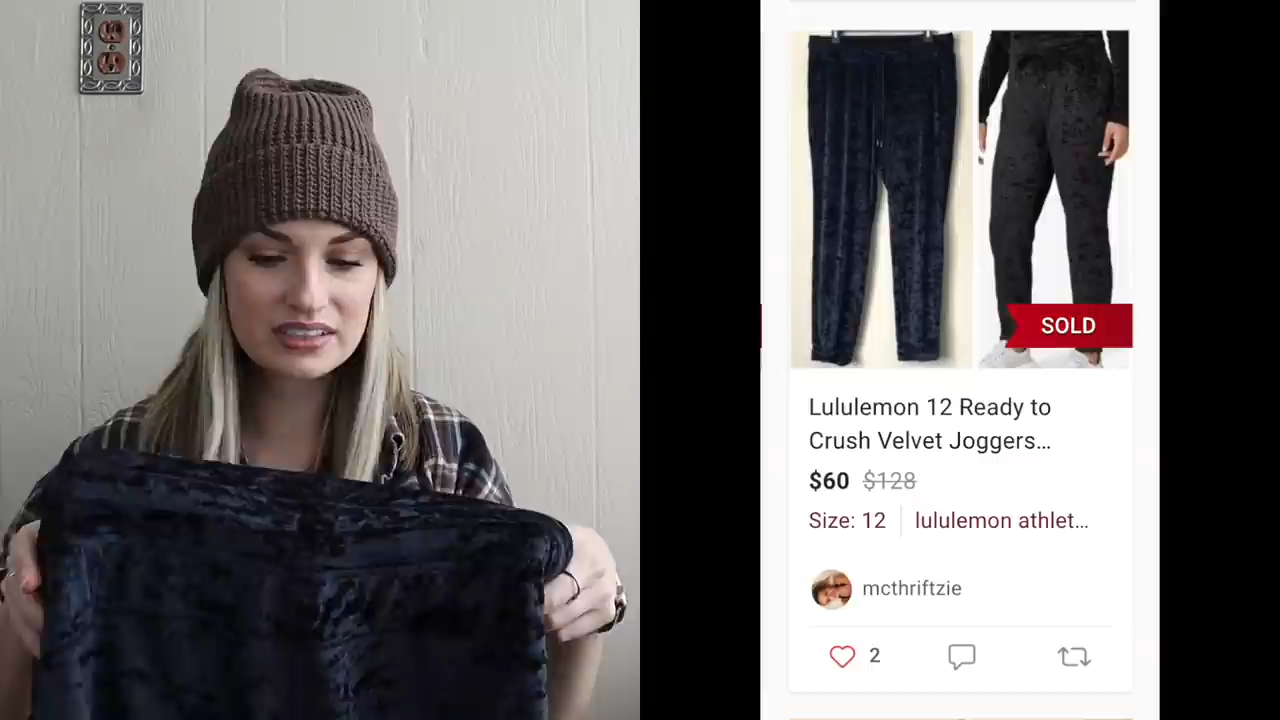 SOLD
Lululemon 12 Ready to
Crush Velvet Joggers…
$60 $128
Size: 12 lululemon athlet…
mcthriftzie
2